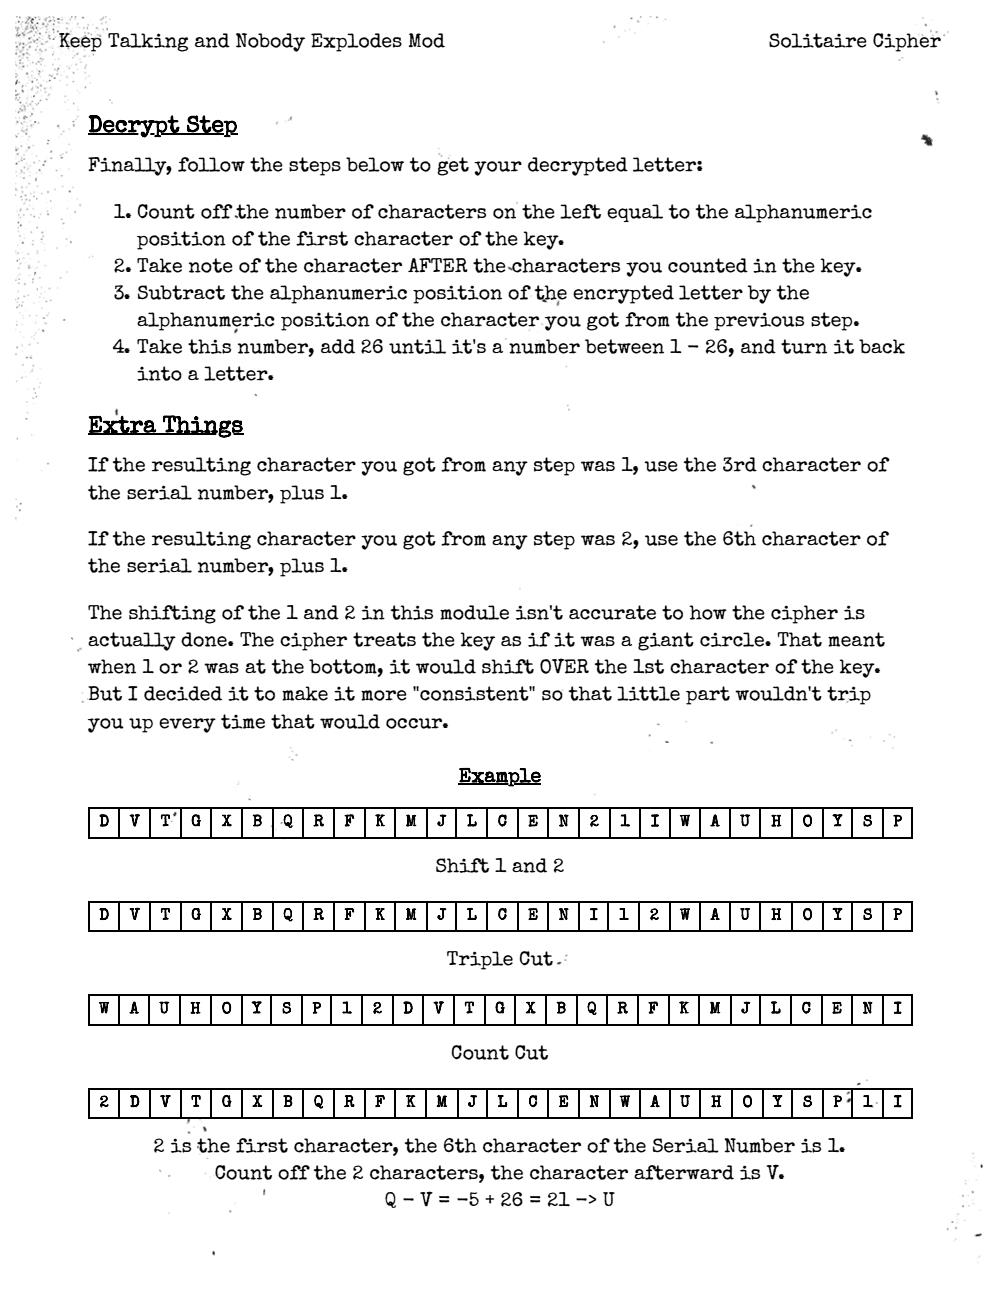 Keep Talking and Nobody Explodes Mod Solitaire Cipher
Decrypt Step
Finally, follow the steps below to get your decrypted letter:
1. Count off the number of characters on the left equal to the alphanumeric
position of the first character of the key.
2. Take note of the character AFTER the characters you counted in the key.
3. Subtract the alphanumeric position of the encrypted letter by the
alphanumeric position of the character you got from the previous step.
4. Take this number, add 26 until it's a number between 1 - 26, and turn it back
into a letter.
Extra Things
If the resulting character you got from any step was 1, use the 3rd character of
the serial number, plus 1.
If the resulting character you got from any step was 2, use the 6th character of
the serial number, plus 1.
The shifting of the 1 and 2 in this module isn't accurate to how the cipher is
actually done. The cipher treats the key as if it was a giant circle. That meant
when 1 or 2 was at the bottom, it would shift OVER the 1st character of the key.
But I decided it to make it more "consistent" so that little part wouldn't trip
you up every time that would occur.
Example
D V T G X B Q R F K M J L C E N 2 1 I W A U H O Y S P
Shift 1 and 2
D V T G X B Q R F K M J L C E N I 1 2 W A U H O Y S P
Triple Cut
W A U H O Y S P 1 2 D V T G X B Q R F K M J L C E N I
Count Cut
2 D V T G X B Q R F K M J L C E N W A U H O Y S P 1 I
2 is the first character, the 6th character of the Serial Number is 1.
Count off the 2 characters, the character afterward is V.
Q - V = -5 + 26 = 21 -> U